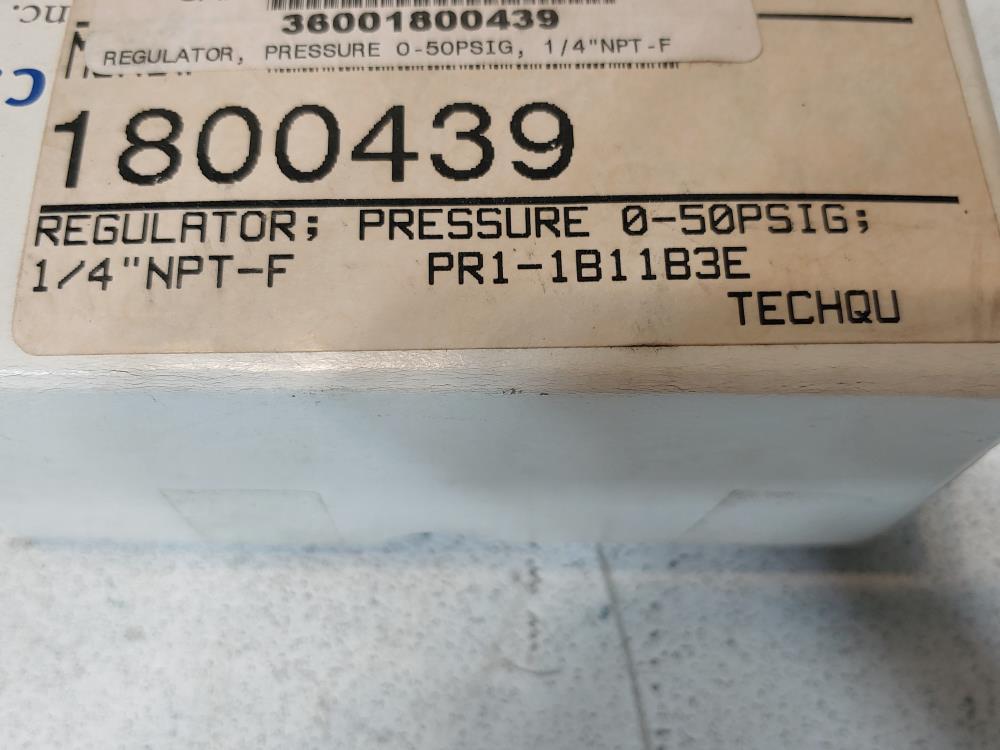 nc.
36001800439
REGULATOR, PRESSURE 0-50PSIG, 1/4"NPT-F
1800439
REGULATOR; PRESSURE 0-50PSIG;
1/4"NPT-F PR1-1B11B3E
TECHQU